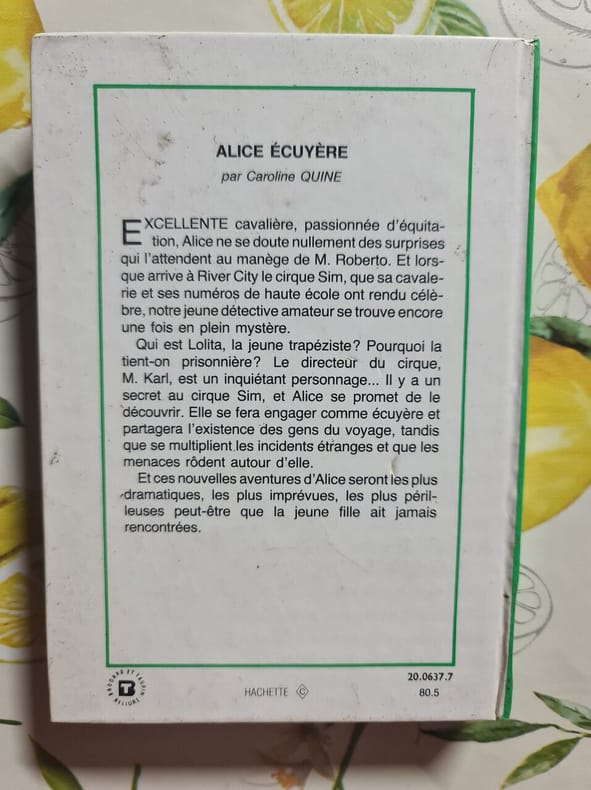 ALICE ÉCUYÈRE
par Caroline QUINE
EXCELLENTE cavalière, passionnée d'équita-
tion, Alice ne se doute nullement des surprises
qui l'attendent au manège de M. Roberto. Et lors-
que arrive à River City le cirque Sim, que sa cavale-
rie et ses numéros de haute école ont rendu célè-
bre, notre jeune détective amateur se trouve encore
une fois en plein mystère.
Qui est Lolita, la jeune trapéziste? Pourquoi la
tient-on prisonnière? Le directeur du cirque,
M. Karl, est un inquiétant personnage... Il y a un
secret au cirque Sim, et Alice se promet de le
découvrir. Elle se fera engager comme écuyère et
partagera l'existence des gens du voyage, tandis
que se multiplient les incidents étranges et que les
menaces rôdent autour d'elle.
Et ces nouvelles aventures d'Alice seront les plus
dramatiques, les plus imprévues, les plus péril-
leuses peut-être que la jeune fille ait jamais
rencontrées.
BRODARD ET TAUPIN
BT
RELIURE
HACHETTE C
20.0637.7
80.5